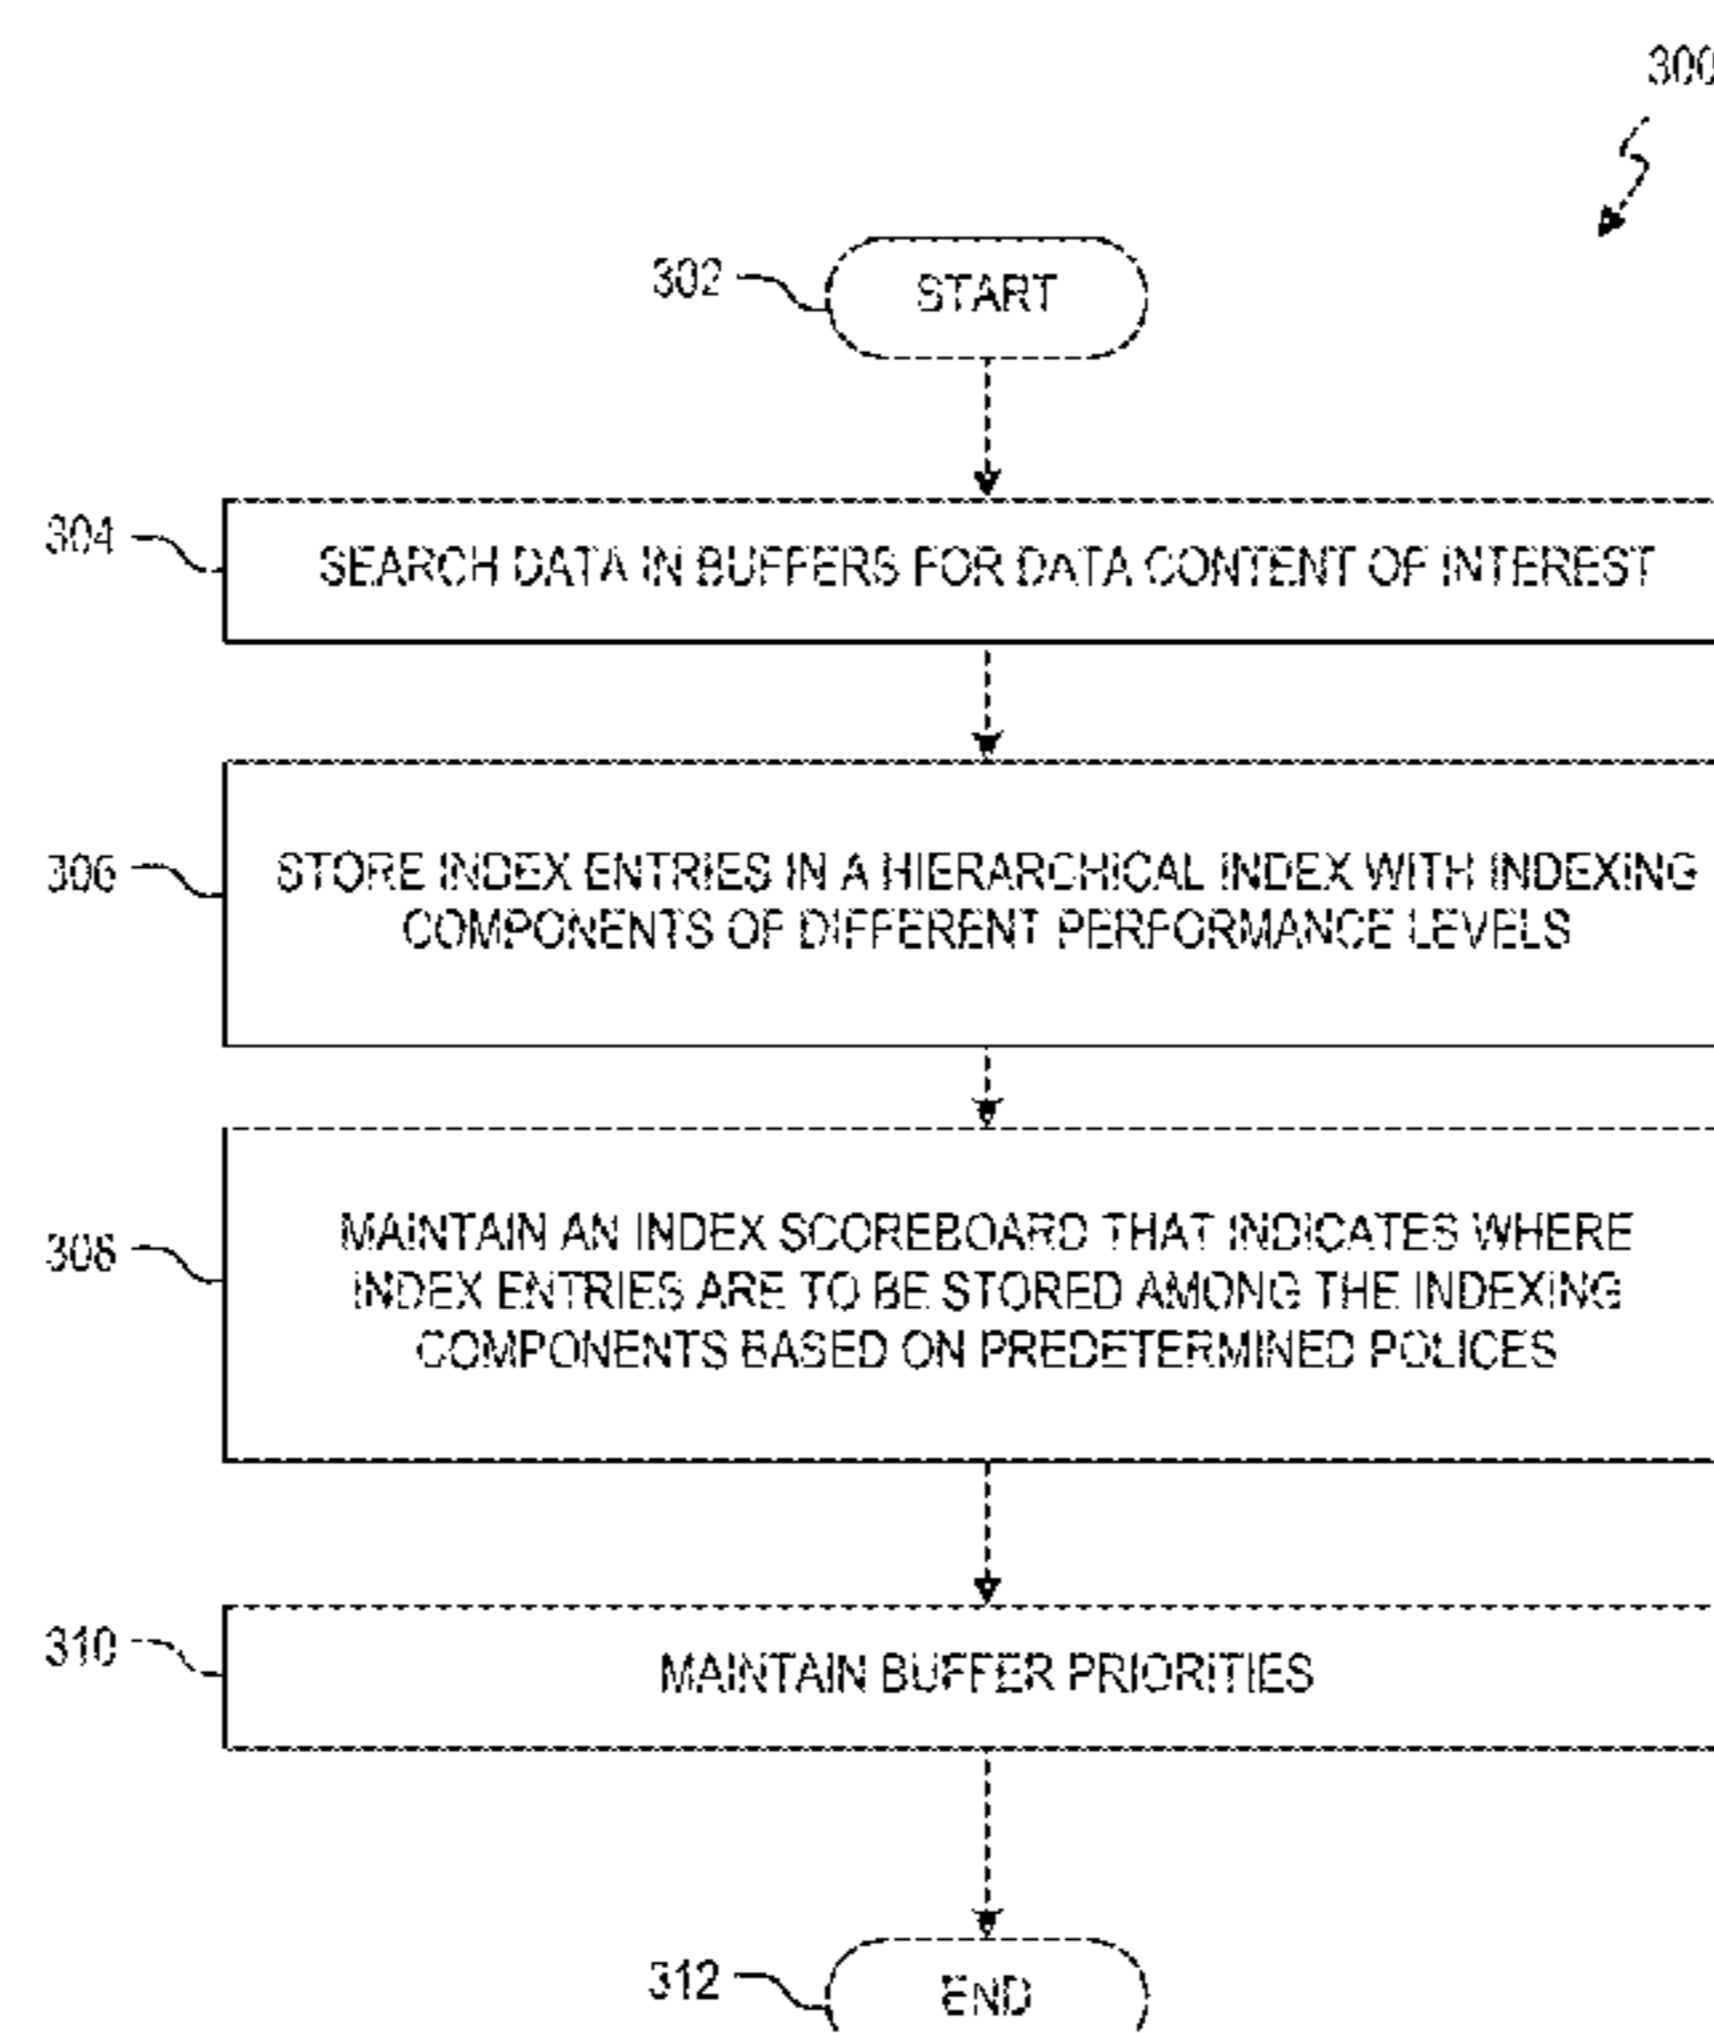 300
302
START
304
SEARCH DATA IN BUFFERS FOR DATA CONTENT OF INTEREST
306
STORE INDEX ENTRIES IN A HIERARCHICAL INDEX WITH INDEXING
COMPONENTS OF DIFFERENT PERFORMANCE LEVELS
308
MAINTAIN AN INDEX SCOREBOARD THAT INDICATES WHERE
INDEX ENTRIES ARE TO BE STORED AMONG THE INDEXING
COMPONENTS BASED ON PREDETERMINED POLICES
310
MAINTAIN BUFFER PRIORITIES
312
END